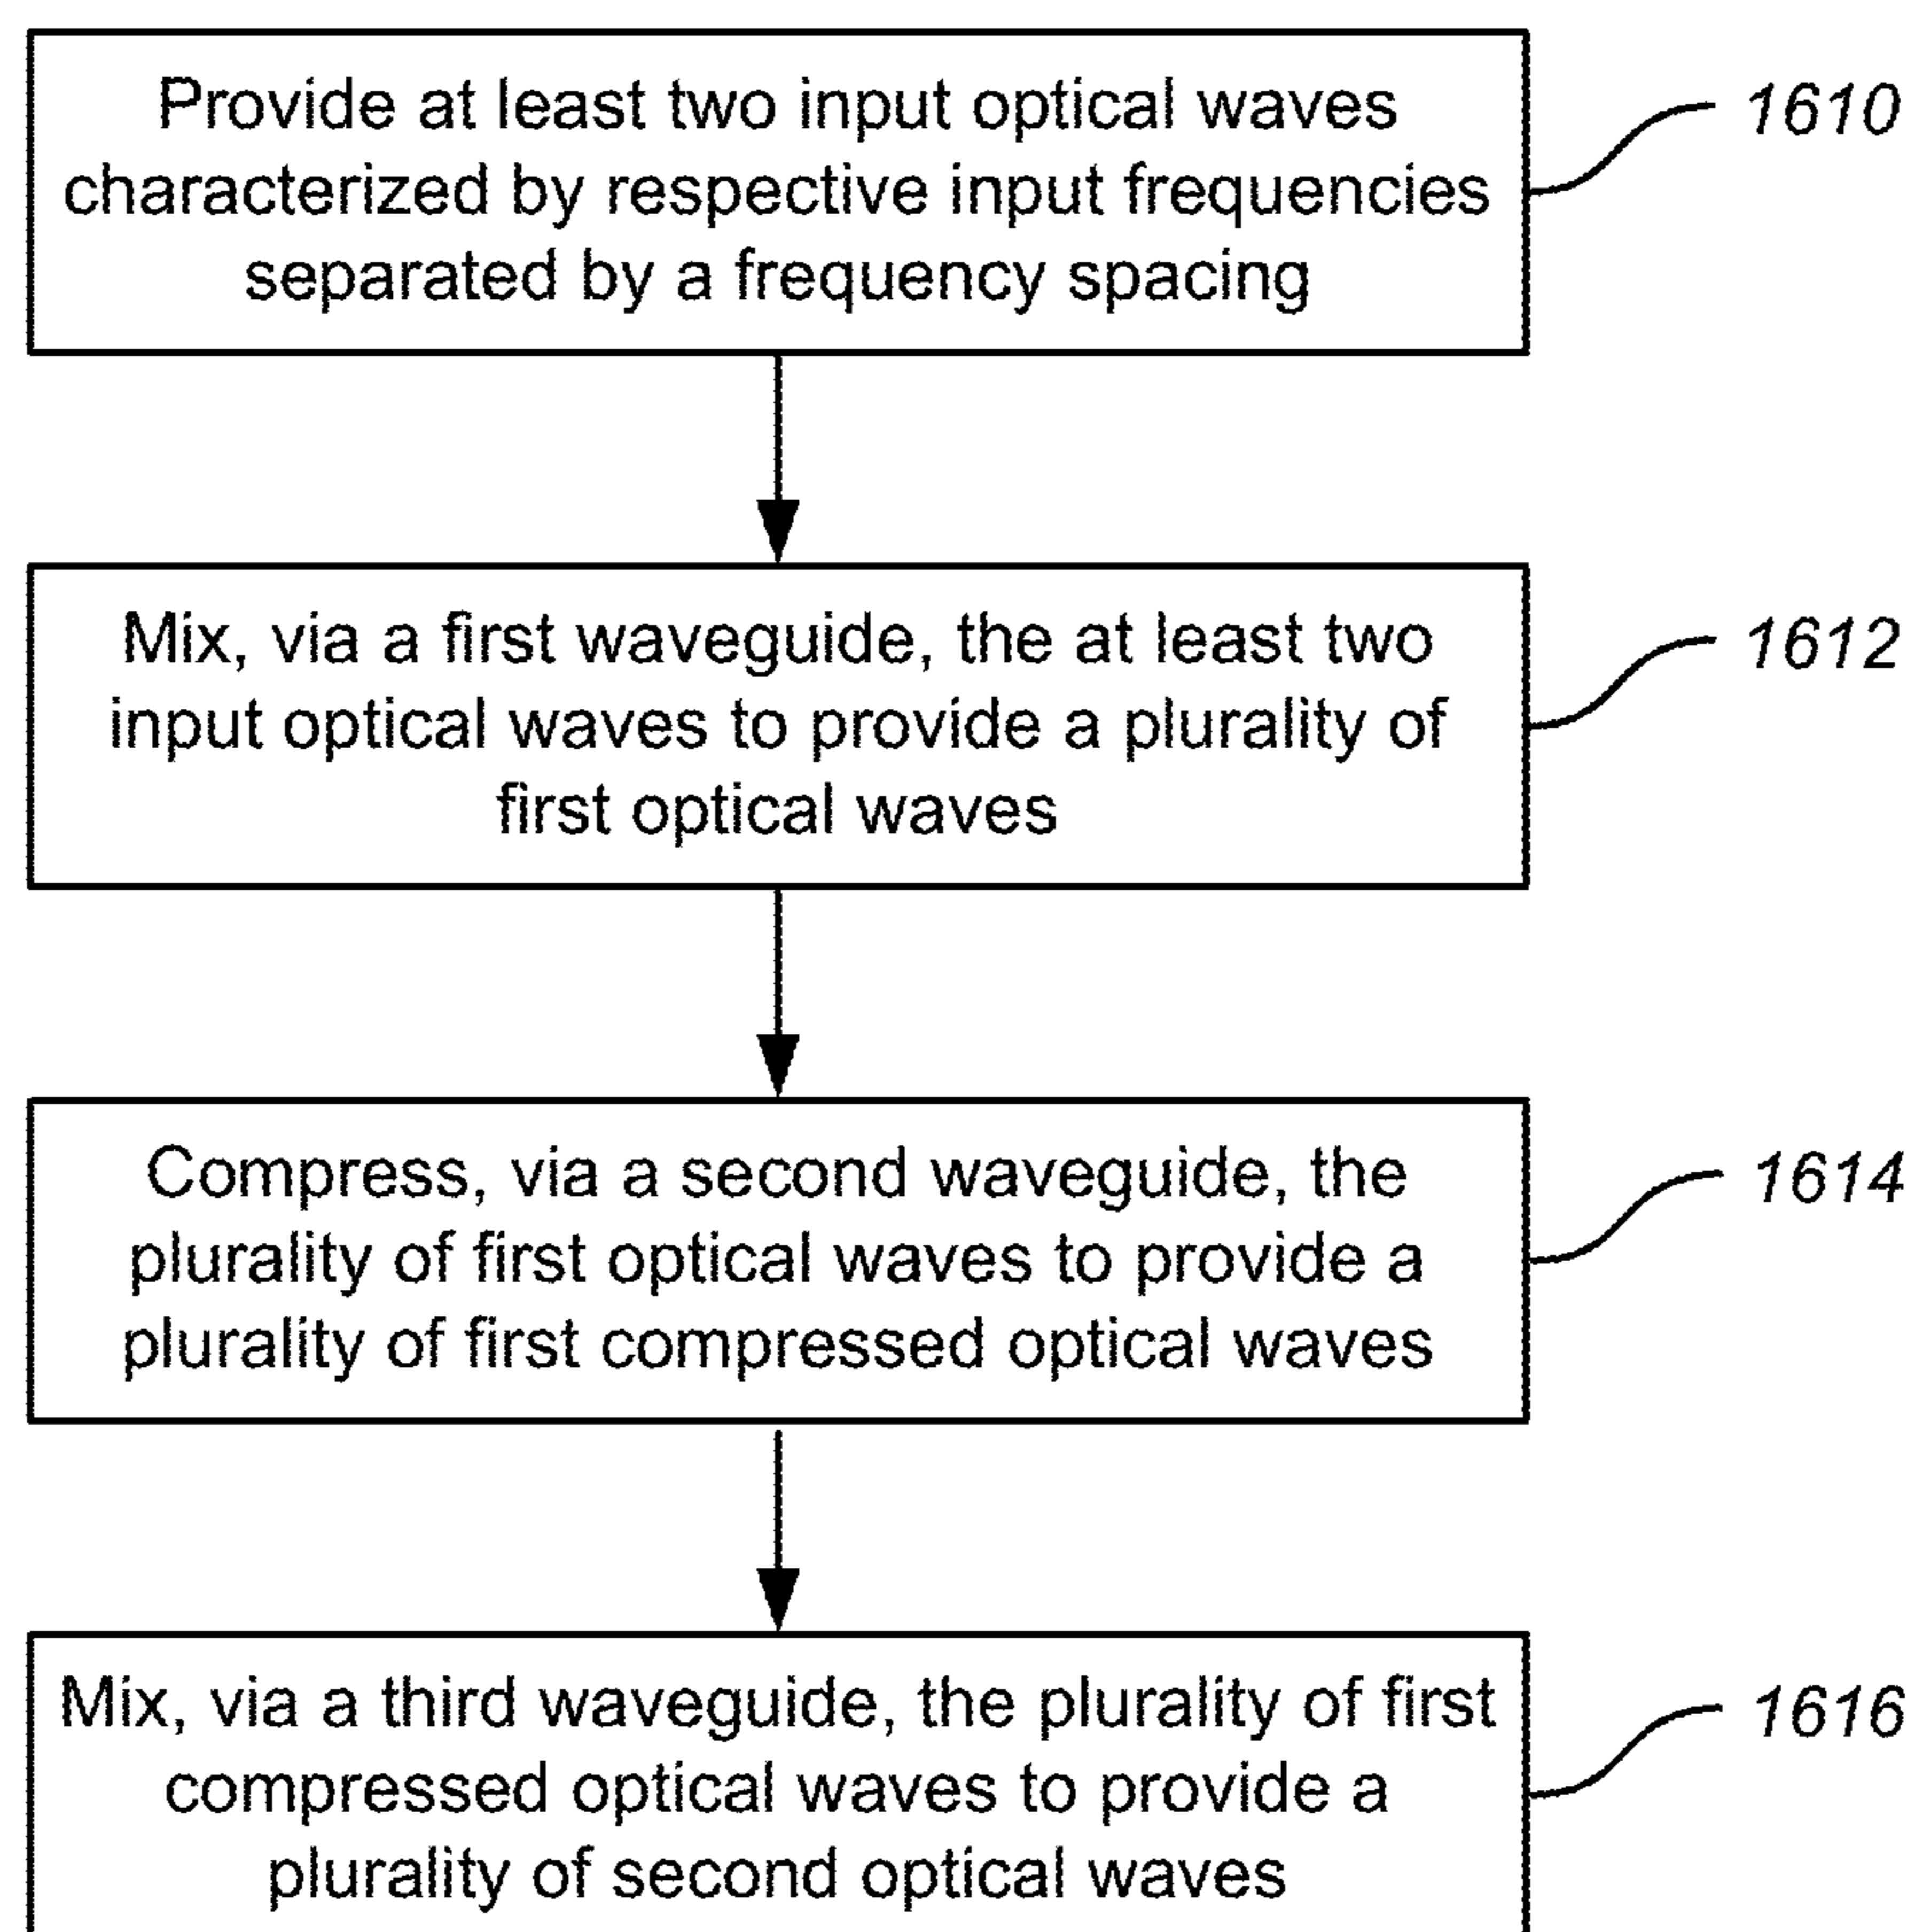 Provide at least two input optical waves
characterized by respective input frequencies
separated by a frequency spacing
1610
Mix, via a first waveguide, the at least two
input optical waves to provide a plurality of
first optical waves
1612
Compress, via a second waveguide, the
plurality of first optical waves to provide a
plurality of first compressed optical waves
1614
Mix, via a third waveguide, the plurality of first
compressed optical waves to provide a
plurality of second optical waves
1616